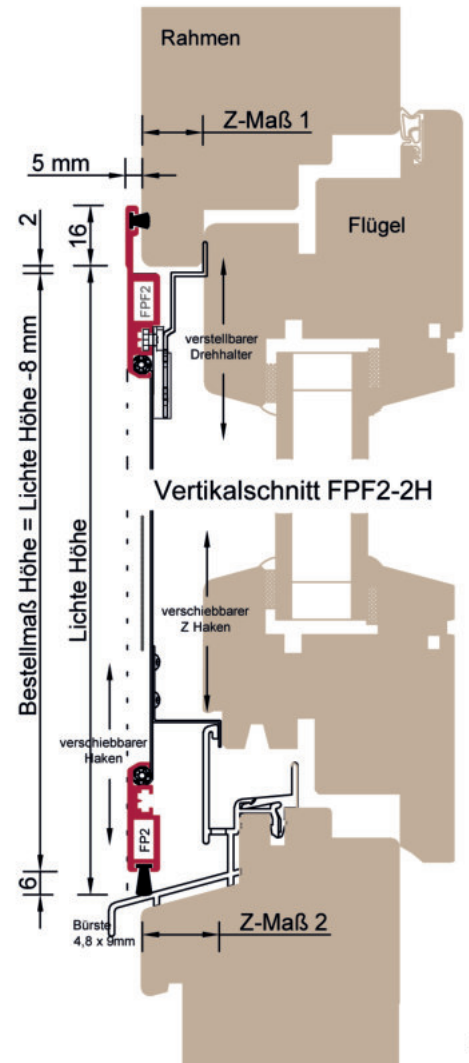 Rahmen
Z-Maß 1
5 mm
Flügel
2
16
FPF2
verstellbarer
Drehhalter
Vertikalschnitt FPF2-2H
Bestellmaß Höhe = Lichte Höhe -8 mm
Lichte Höhe
verschiebbarer
Z Haken
verschiebbarer
Haken
FP2
6
Bürste
4,8 x 9mm
Z-Maß 2